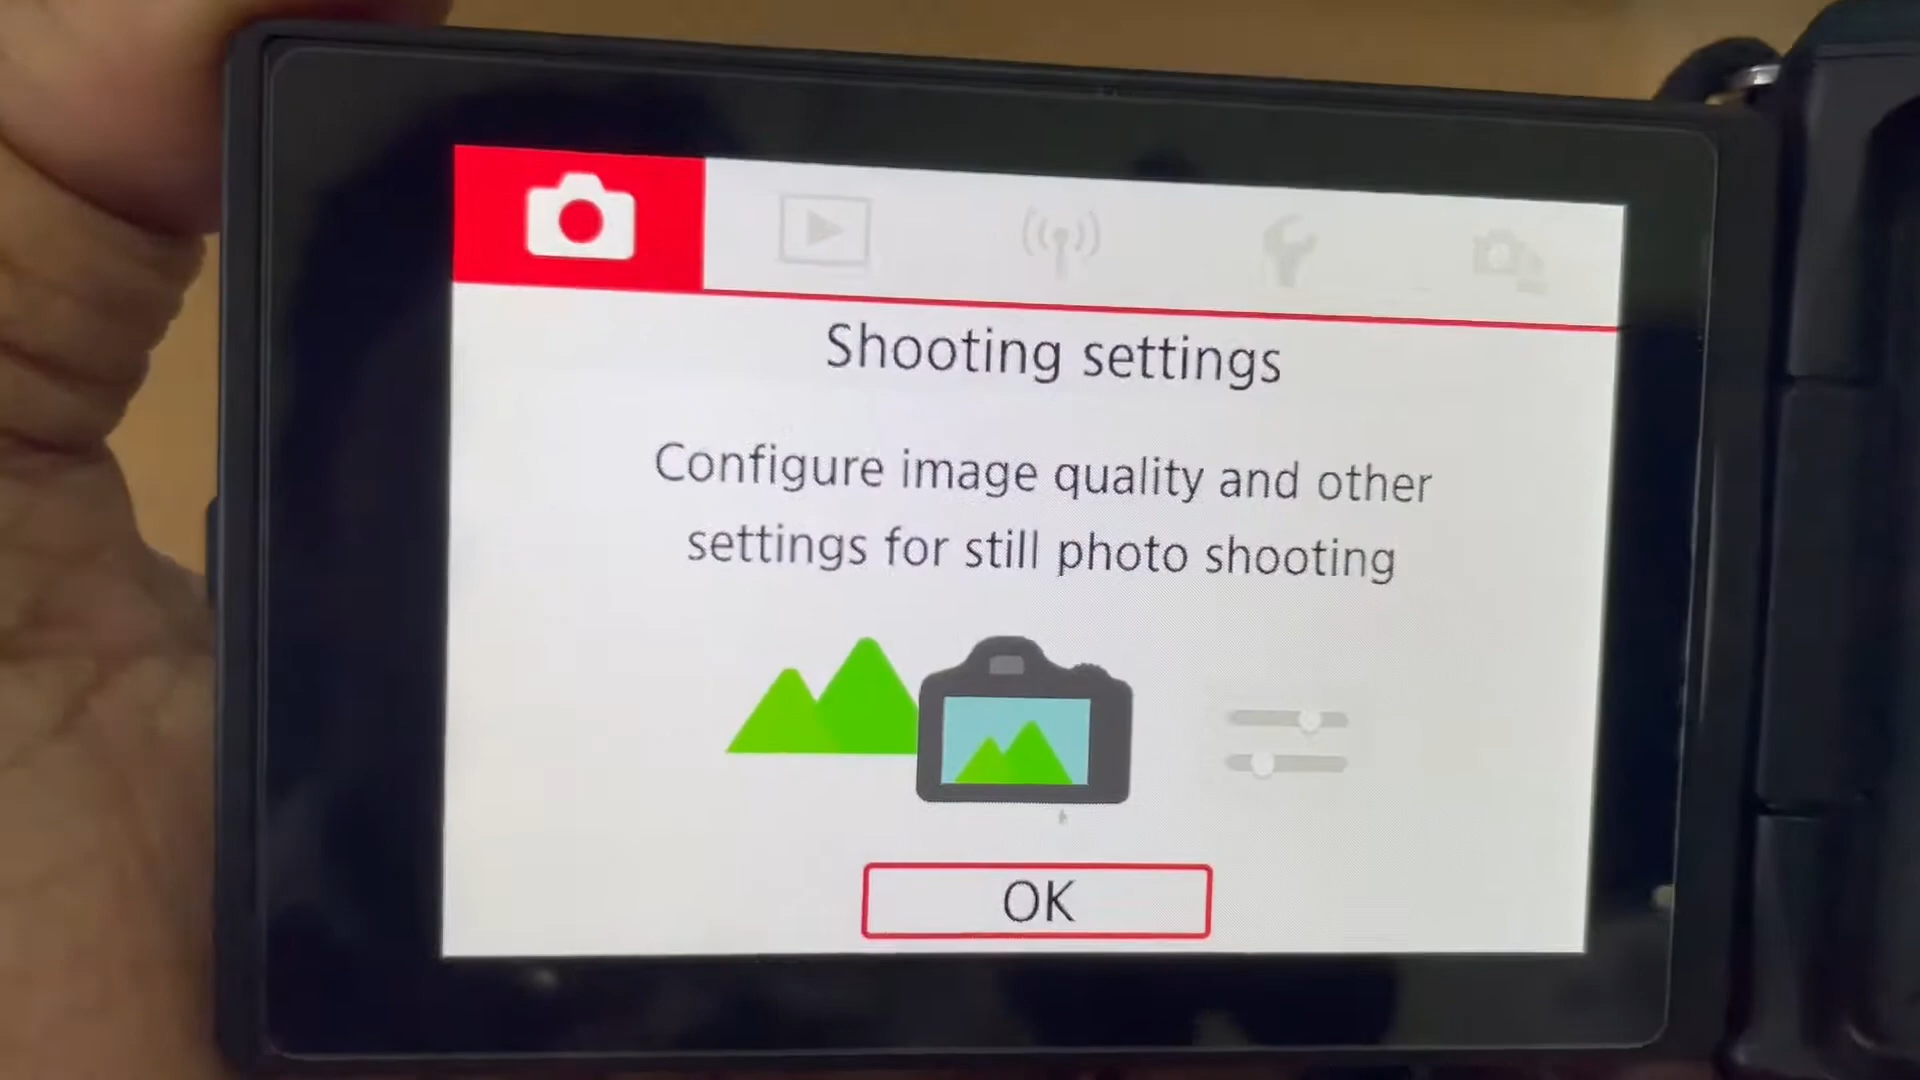 Shooting settings
Configure image quality and other
settings for still photo shooting
OK